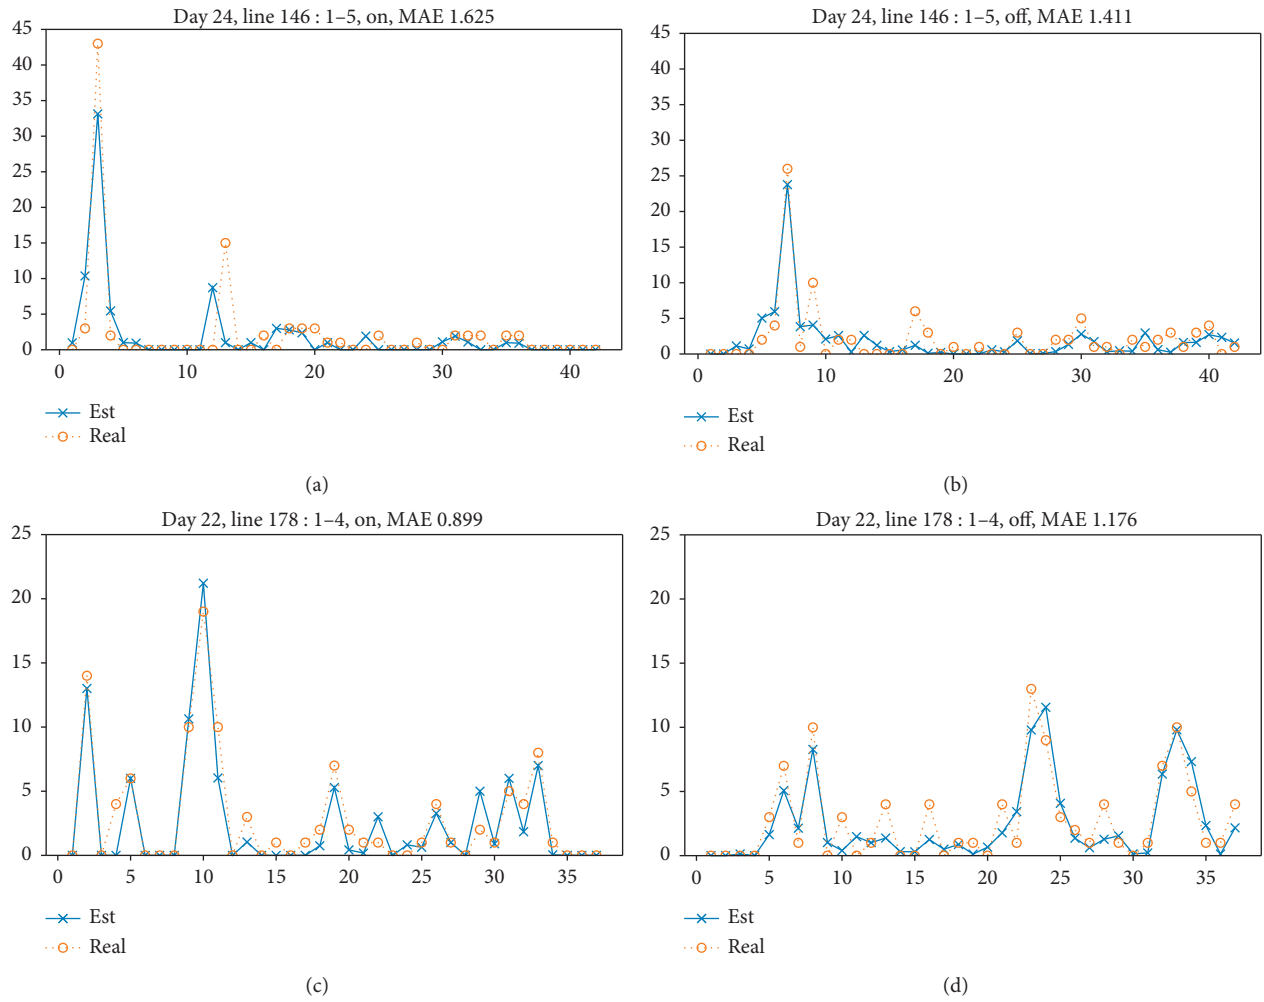 Day 24, line 146 : 1–5, on, MAE 1.625
45
40
35
30
25
20
15
10
5
0
0 10 20 30 40
Est
Real
(a)
Day 24, line 146 : 1–5, off, MAE 1.411
45
40
35
30
25
20
15
10
5
0
0 10 20 30 40
Est
Real
(b)
Day 22, line 178 : 1–4, on, MAE 0.899
25
20
15
10
5
0
0 5 10 15 20 25 30 35
Est
Real
(c)
Day 22, line 178 : 1–4, off, MAE 1.176
25
20
15
10
5
0
0 5 10 15 20 25 30 35
Est
Real
(d)